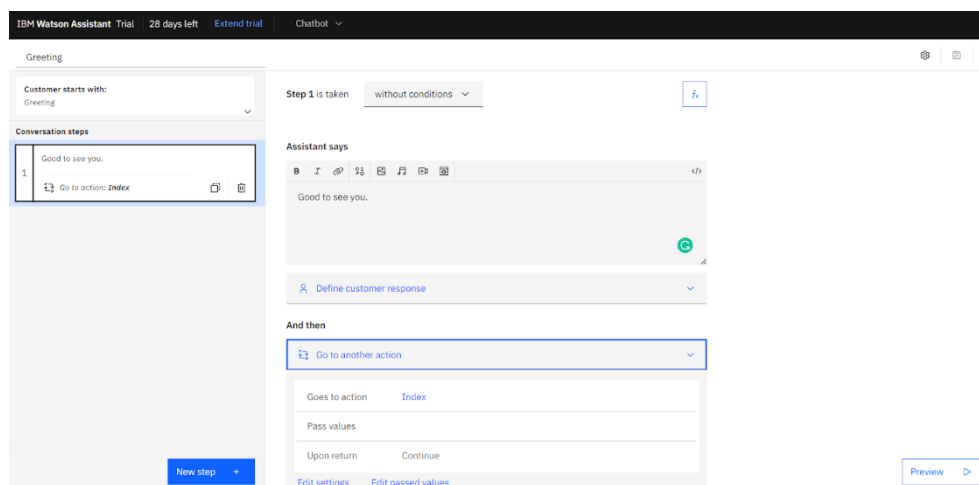 IBM Watson Assistant Trial 28 days left Extend trial Chatbot
Greeting
Customer starts with:
Greeting
Conversation steps
1
Good to see you.
Go to action: Index
New step +
Step 1 is taken without conditions fx
Assistant says
B I </>
Good to see you.
Define customer response
And then
Go to another action
Goes to action Index
Pass values
Upon return Continue
Edit settings Edit passed values
Preview